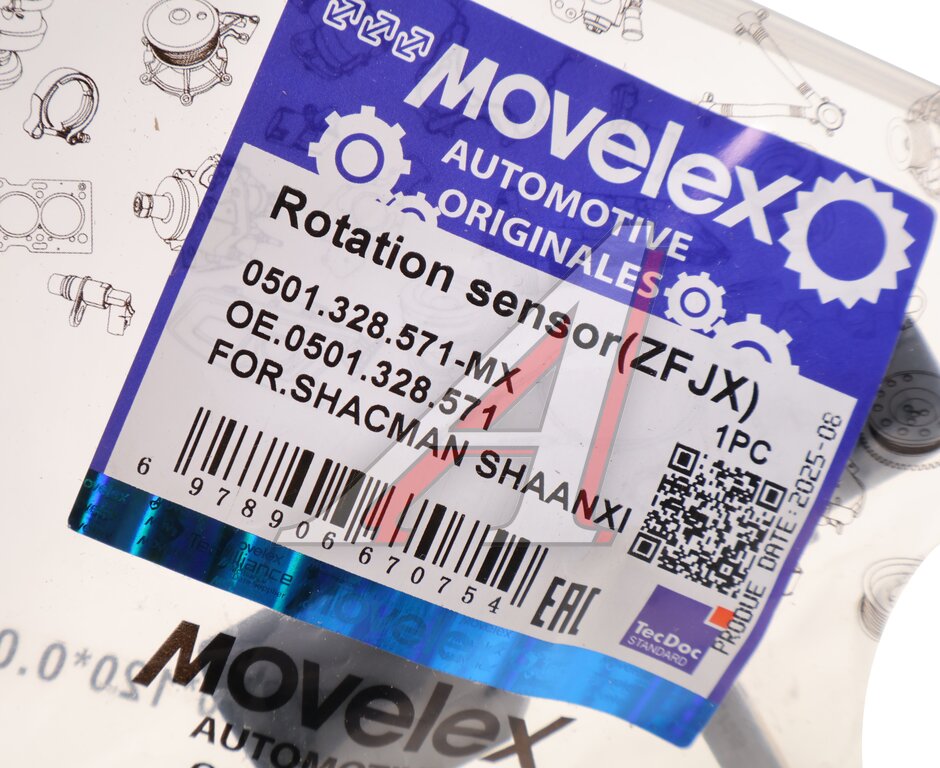 MOVELEX
AUTOMOTIVE
ORIGINALES
Rotation sensor(ZFJX)
0501.328.571-MX
OE.0501.328.571
FOR.SHACMAN SHAANXI
1PC
6 978906 670754
EAC
PRODUE DATE:2025-08
TecDoc
STANDARD
MOVELEX